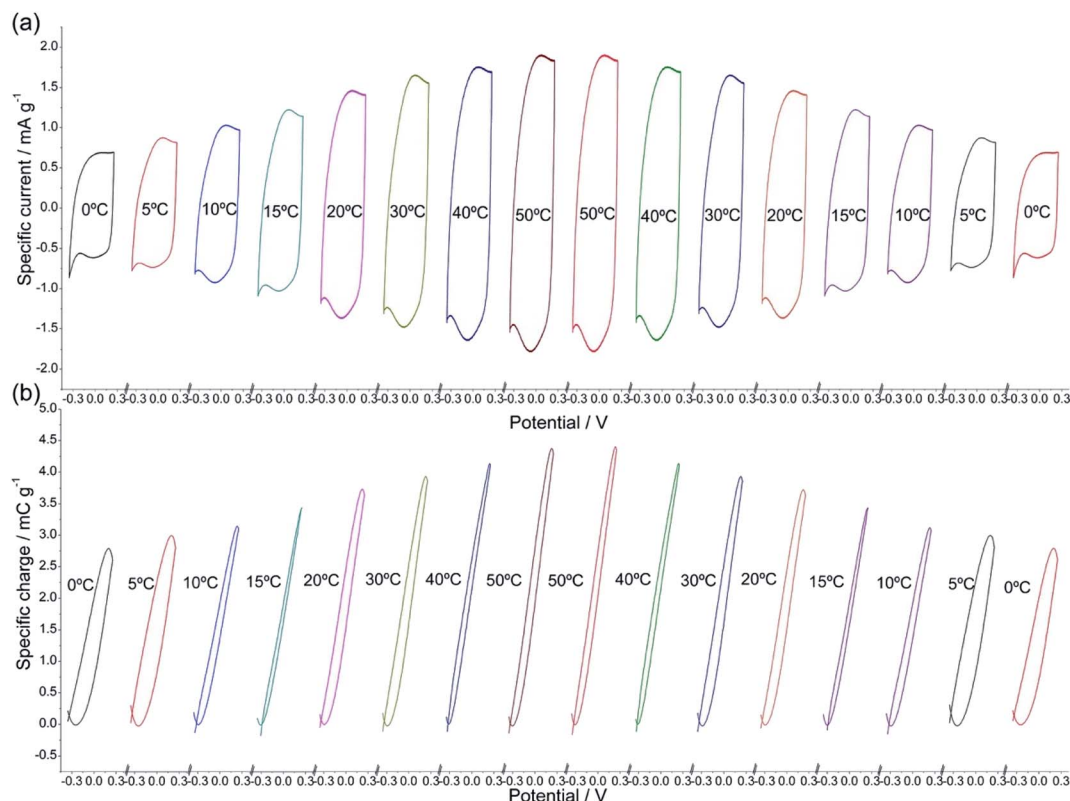 (a)
Specific current / mA g⁻¹
2.0
1.5
1.0
0.5
0.0
-0.5
-1.0
-1.5
-2.0
0ºC 5ºC 10ºC 15ºC 20ºC 30ºC 40ºC 50ºC 50ºC 40ºC 30ºC 20ºC 15ºC 10ºC 5ºC 0ºC
-0.3 0.0 0.3 -0.3 0.0 0.3 -0.3 0.0 0.3 -0.3 0.0 0.3 -0.3 0.0 0.3 -0.3 0.0 0.3 -0.3 0.0 0.3 -0.3 0.0 0.3 -0.3 0.0 0.3 -0.3 0.0 0.3 -0.3 0.0 0.3 -0.3 0.0 0.3 -0.3 0.0 0.3 -0.3 0.0 0.3 -0.3 0.0 0.3 -0.3 0.0 0.3
Potential / V
(b)
Specific charge / mC g⁻¹
5.0
4.5
4.0
3.5
3.0
2.5
2.0
1.5
1.0
0.5
0.0
-0.5
0ºC 5ºC 10ºC 15ºC 20ºC 30ºC 40ºC 50ºC 50ºC 40ºC 30ºC 20ºC 15ºC 10ºC 5ºC 0ºC
-0.3 0.0 0.3 -0.3 0.0 0.3 -0.3 0.0 0.3 -0.3 0.0 0.3 -0.3 0.0 0.3 -0.3 0.0 0.3 -0.3 0.0 0.3 -0.3 0.0 0.3 -0.3 0.0 0.3 -0.3 0.0 0.3 -0.3 0.0 0.3 -0.3 0.0 0.3 -0.3 0.0 0.3 -0.3 0.0 0.3 -0.3 0.0 0.3 -0.3 0.0 0.3
Potential / V